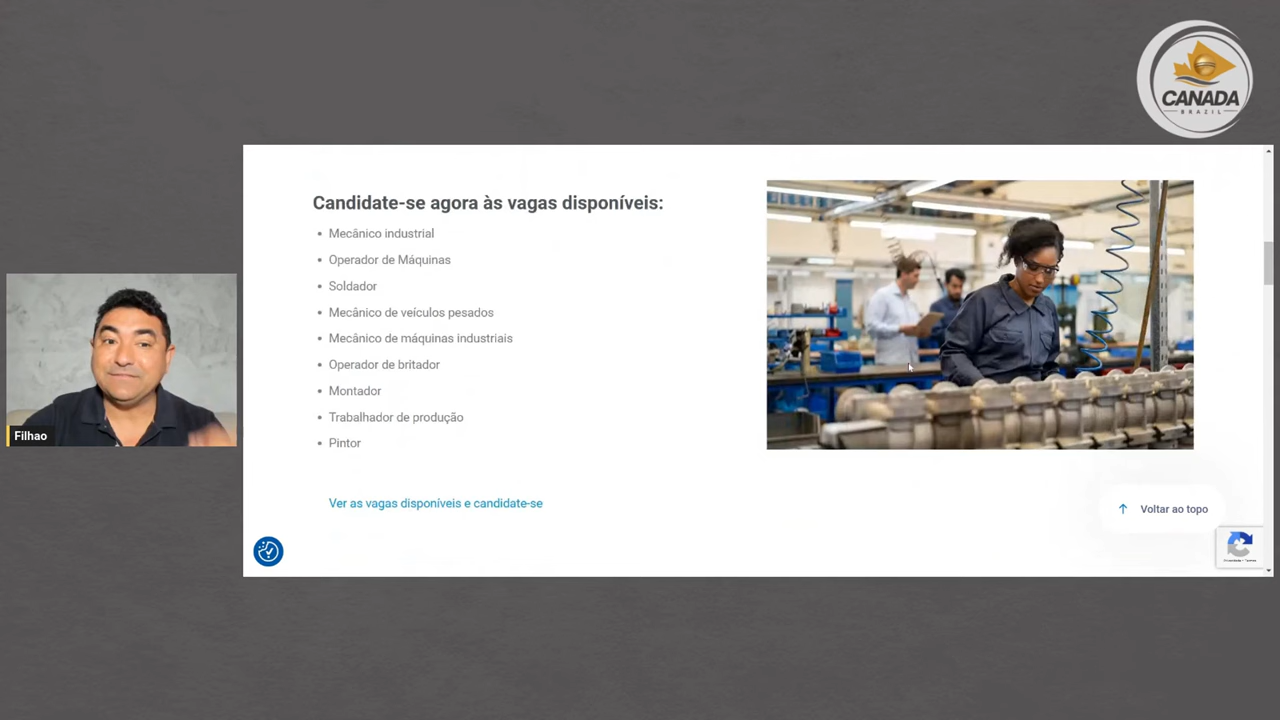 CANADA
BRAZIL
Candidate-se agora às vagas disponíveis:
Mecânico industrial
Operador de Máquinas
Soldador
Mecânico de veículos pesados
Mecânico de máquinas industriais
Operador de britador
Montador
Trabalhador de produção
Pintor
Filhao
Ver as vagas disponíveis e candidate-se
Voltar ao topo